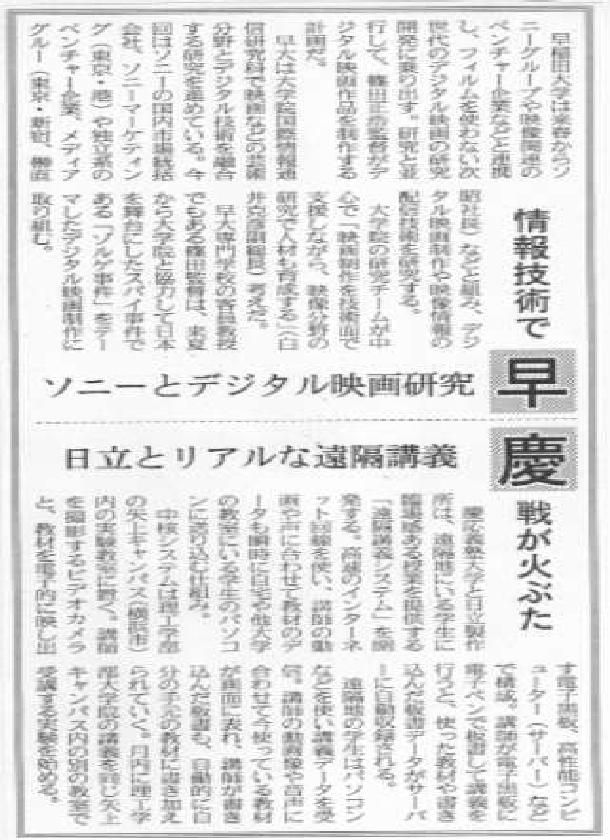 情報技術で
早
慶
戦が火ぶた
ソニーとデジタル映画研究
早稲田大学は来春からソ
ニーグループや映像関連の
ベンチャー企業などと連携
し、フィルムを使わない次
世代のデジタル映画の研究
開発に乗り出す。研究と並
行して、篠田正浩監督がデ
ジタル映画作品を製作する
計画だ。
早大は大学院国際情報通
信研究科で映画などの芸術
分野とデジタル技術を融合
する研究を進めている。今
回はソニーの国内市場統括
会社、ソニーマーケティン
グ（東京・港）や独立系の
ベンチャー企業、メディア
グルー（東京・新宿、直
昭社長）などと組み、デジ
タル映画制作や映像情報の
配信技術を研究する。
大学院の研究チームが中
心で「映画制作を技術面で
支援しながら、映像分野の
研究で人材も育成する」（白
井克彦副総長）考えだ。
早大専門学校の客員教授
でもある篠田監督は、来夏
から大学院と協力して日本
を舞台にしたスパイ事件で
ある「ゾルゲ事件」をテー
マしたデジタル映画制作に
取り組む。
日立とリアルな遠隔講義
慶応義塾大学と日立製作
所は、遠隔地にいる学生に
臨場感ある授業を提供する
「遠隔講義システム」を開
発する。高速のインターネ
ット回線を使い、講師の動
画や声に合わせて教材のデ
ータも瞬時に自宅や他大学
の教室にいる学生のパソコ
ンに送り込む仕組み。
中核システムは理工学部
の矢上キャンパス（横浜市）
内の実験教室に置く。講師
を撮影するビデオカメラ
と、教材を電子的に映し出
す電子黒板、高性能コンピ
ューター（サーバー）など
で構成。講師が電子黒板に
電子ペンで板書して講義を
行うと、使った教材や書き
込んだ板書データがサーバ
ーに自動収録される。
遠隔地の学生はパソコン
などを使い講義データを受
信。講師の動画像や音声に
合わせて今使っている教材
が画面に表れ、講師が書き
込んだ板書も、自動的に自
分の手元の教材に書き加え
られていく。月内に理工学
部大学院の講義を同じ矢上
キャンパス内の別の教室で
受講する実験を始める。